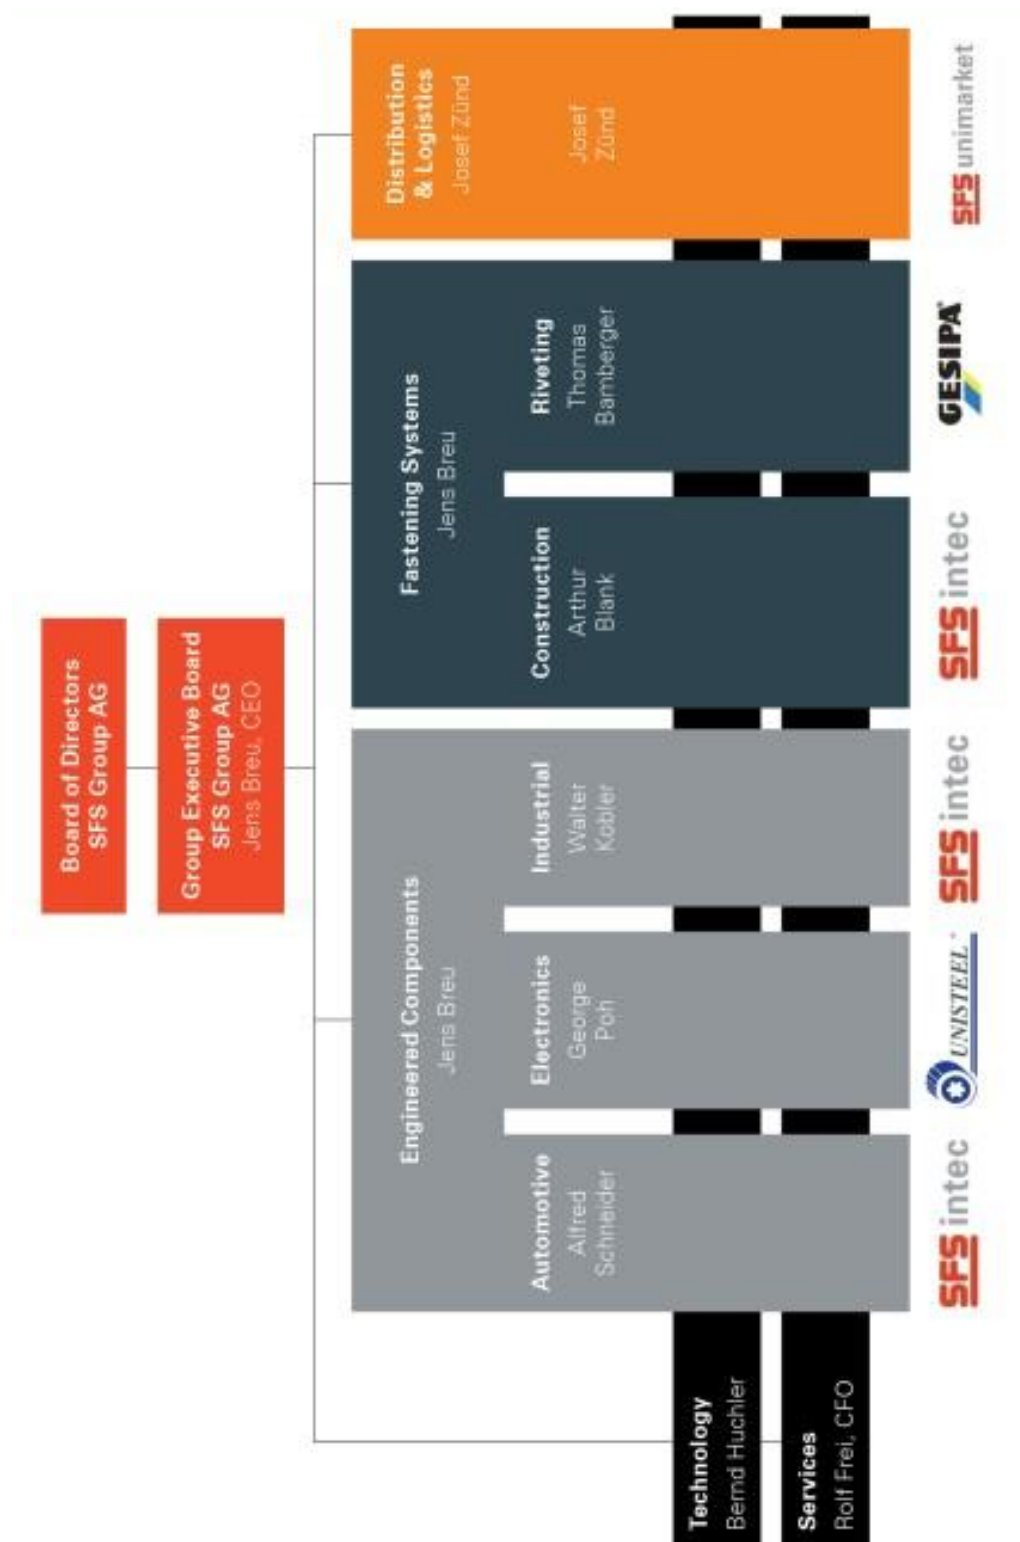 Board of Directors
SFS Group AG
Group Executive Board
SFS Group AG
Jens Breu, CEO
Engineered Components
Jens Breu
Fastening Systems
Jens Breu
Distribution
& Logistics
Josef Zünd
Automotive
Alfred
Schneider
Electronics
George
Poh
Industrial
Walter
Kobler
Construction
Arthur
Blank
Riveting
Thomas
Bamberger
Josef
Zünd
Technology
Bernd Huchler
Services
Rolf Frei, CFO
SFS intec
UNISTEEL
SFS intec
SFS intec
GESIPA
SFS unimarket